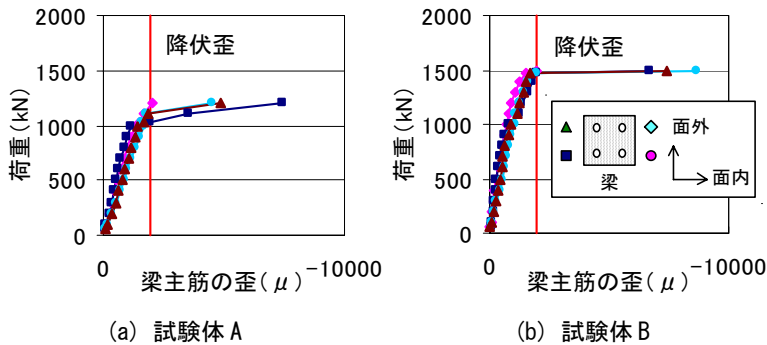 2000
1500
1000
500
0
荷重(kN)
降伏歪
0
-10000
梁主筋の歪(μ)
(a) 試験体A
2000
1500
1000
500
0
荷重(kN)
降伏歪
面外
面内
梁
0
-10000
梁主筋の歪(μ)
(b) 試験体B